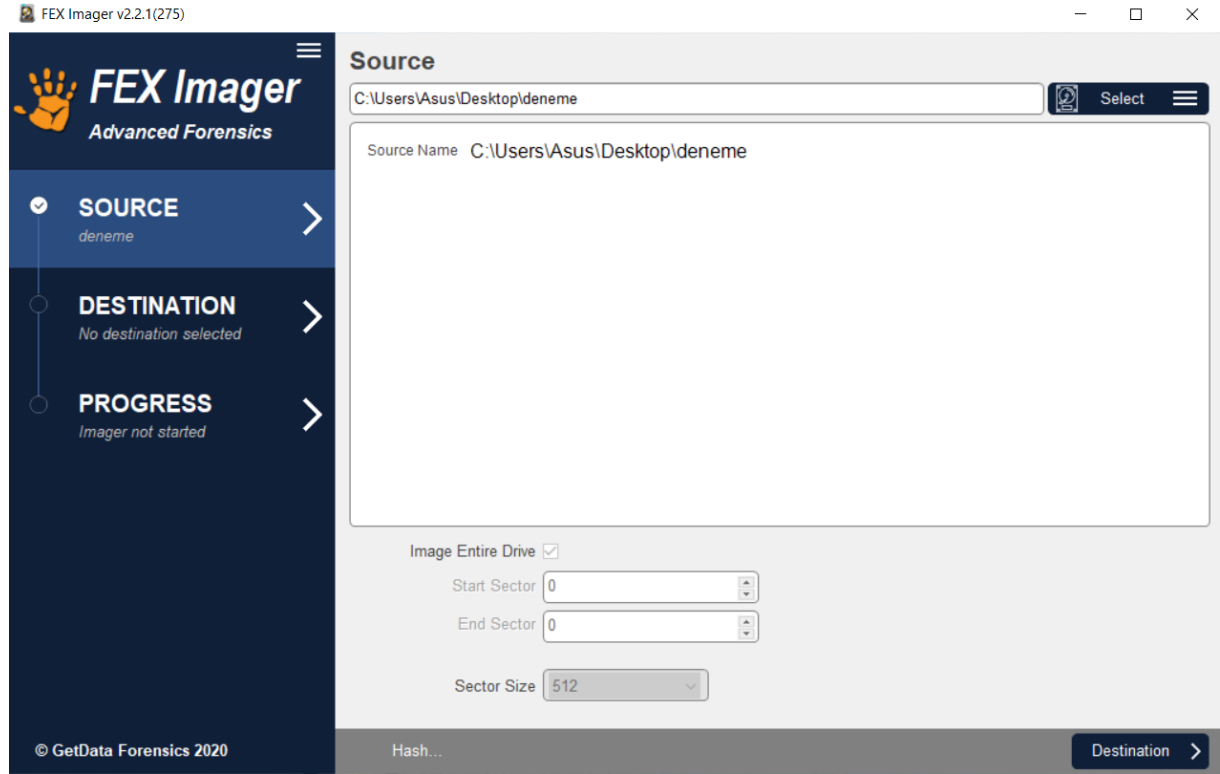 FEX Imager v2.2.1(275)
FEX Imager
Advanced Forensics
SOURCE
deneme
DESTINATION
No destination selected
PROGRESS
Imager not started
© GetData Forensics 2020
Source
C:\Users\Asus\Desktop\deneme
Select
Source Name C:\Users\Asus\Desktop\deneme
Image Entire Drive
Start Sector 0
End Sector 0
Sector Size 512
Hash...
Destination